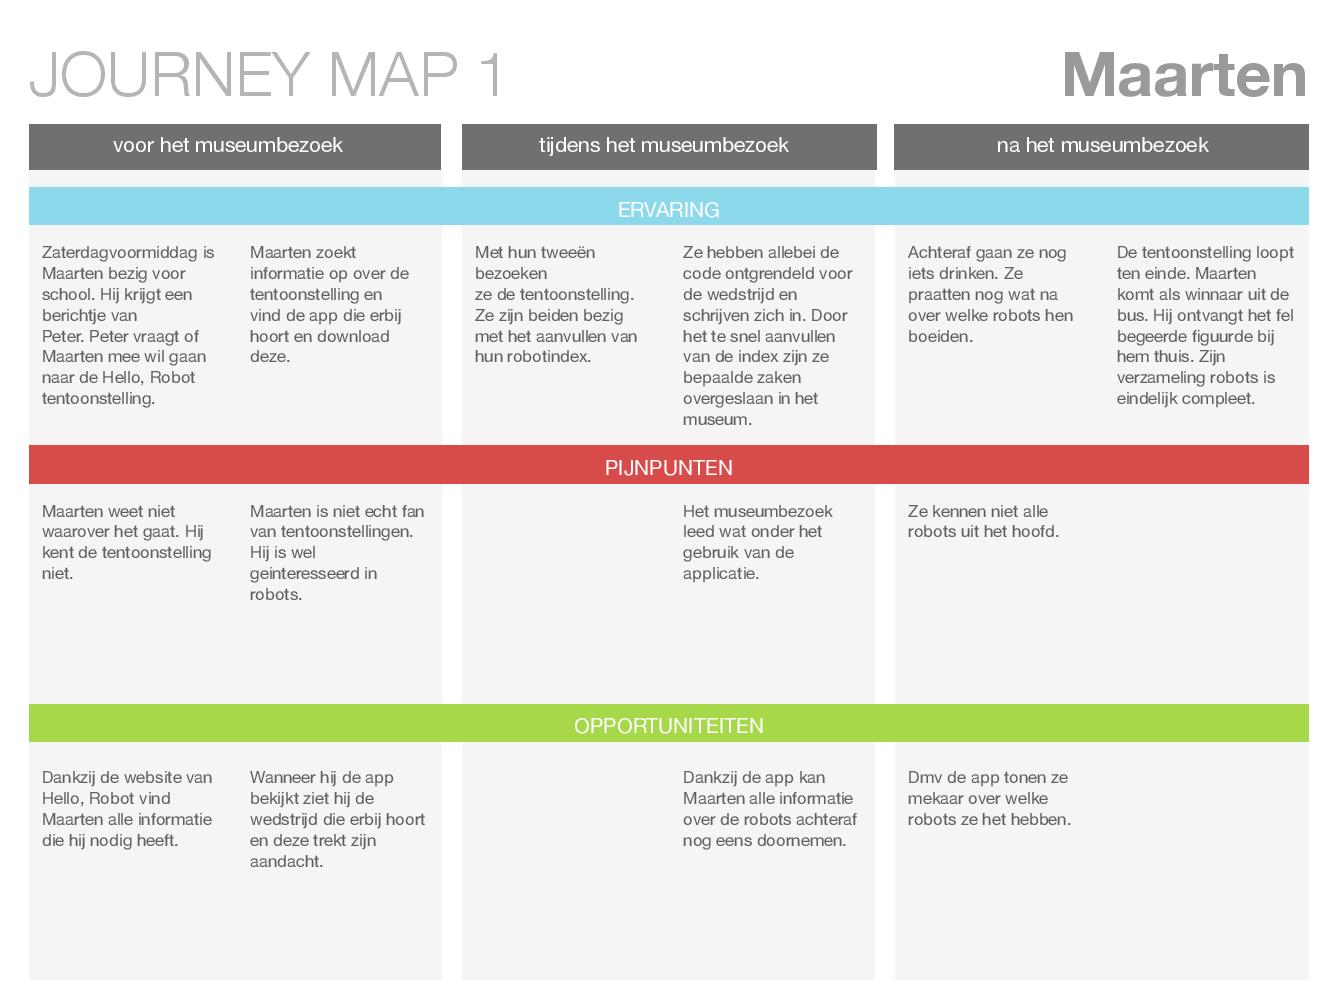 JOURNEY MAP 1
Maarten
voor het museumbezoek
tijdens het museumbezoek
na het museumbezoek
ERVARING
Zaterdagvoormiddag is
Maarten bezig voor
school. Hij krijgt een
berichtje van
Peter. Peter vraagt of
Maarten mee wil gaan
naar de Hello, Robot
tentoonstelling.
Maarten zoekt
informatie op over de
tentoonstelling en
vind de app die erbij
hoort en download
deze.
Met hun tweeën
bezoeken
ze de tentoonstelling.
Ze zijn beiden bezig
met het aanvullen van
hun robotindex.
Ze hebben allebei de
code ontgrendeld voor
de wedstrijd en
schrijven zich in. Door
het te snel aanvullen
van de index zijn ze
bepaalde zaken
overgeslaan in het
museum.
Achteraf gaan ze nog
iets drinken. Ze
praatten nog wat na
over welke robots hen
boeiden.
De tentoonstelling loopt
ten einde. Maarten
komt als winnaar uit de
bus. Hij ontvangt het fel
begeerde figuurde bij
hem thuis. Zijn
verzameling robots is
eindelijk compleet.
PIJNPUNTEN
Maarten weet niet
waarover het gaat. Hij
kent de tentoonstelling
niet.
Maarten is niet echt fan
van tentoonstellingen.
Hij is wel
geinteresseerd in
robots.
Het museumbezoek
leed wat onder het
gebruik van de
applicatie.
Ze kennen niet alle
robots uit het hoofd.
OPPORTUNITEITEN
Dankzij de website van
Hello, Robot vind
Maarten alle informatie
die hij nodig heeft.
Wanneer hij de app
bekijkt ziet hij de
wedstrijd die erbij hoort
en deze trekt zijn
aandacht.
Dankzij de app kan
Maarten alle informatie
over de robots achteraf
nog eens doornemen.
Dmv de app tonen ze
mekaar over welke
robots ze het hebben.